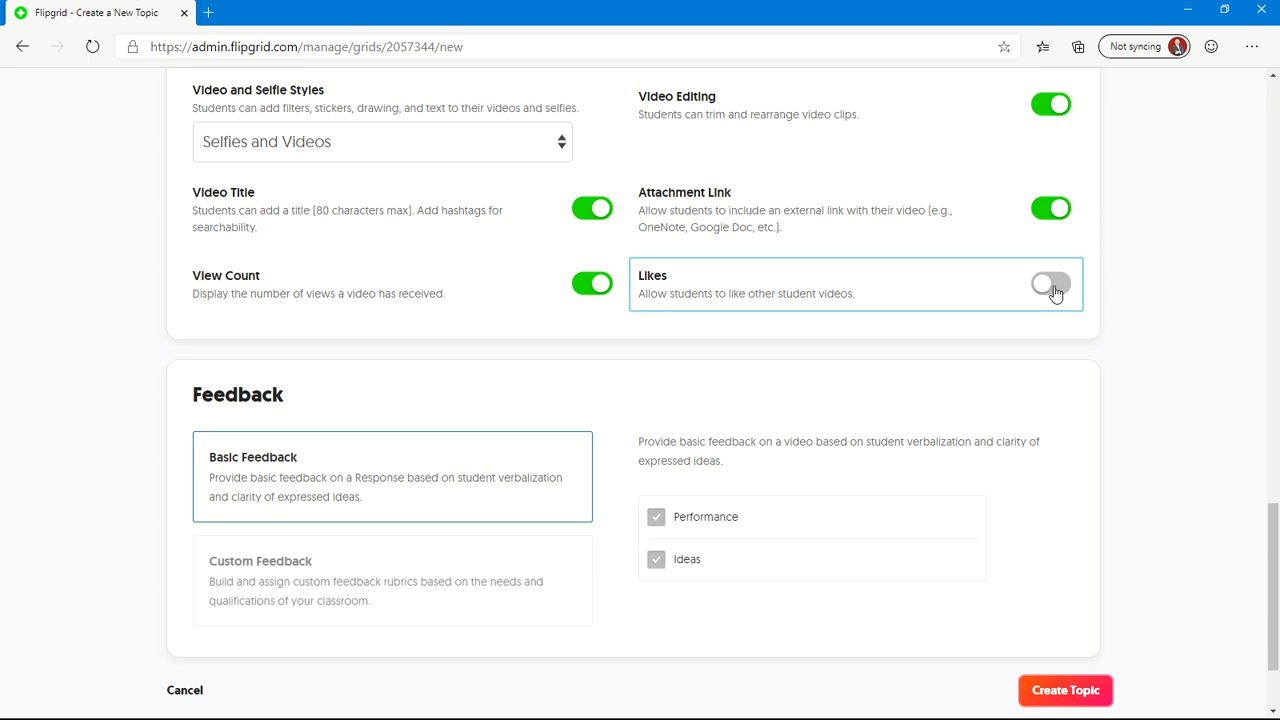 Flipgrid - Create a New Topic
https://admin.flipgrid.com/manage/grids/2057344/new
Not syncing
Video and Selfie Styles
Students can add filters, stickers, drawing, and text to their videos and selfies.
Selfies and Videos
Video Editing
Students can trim and rearrange video clips.
Video Title
Students can add a title (80 characters max). Add hashtags for
searchability.
Attachment Link
Allow students to include an external link with their video (e.g.,
OneNote, Google Doc, etc.).
View Count
Display the number of views a video has received.
Likes
Allow students to like other student videos.
Feedback
Basic Feedback
Provide basic feedback on a Response based on student verbalization
and clarity of expressed ideas.
Custom Feedback
Build and assign custom feedback rubrics based on the needs and
qualifications of your classroom.
Provide basic feedback on a video based on student verbalization and clarity of
expressed ideas.
Performance
Ideas
Cancel
Create Topic